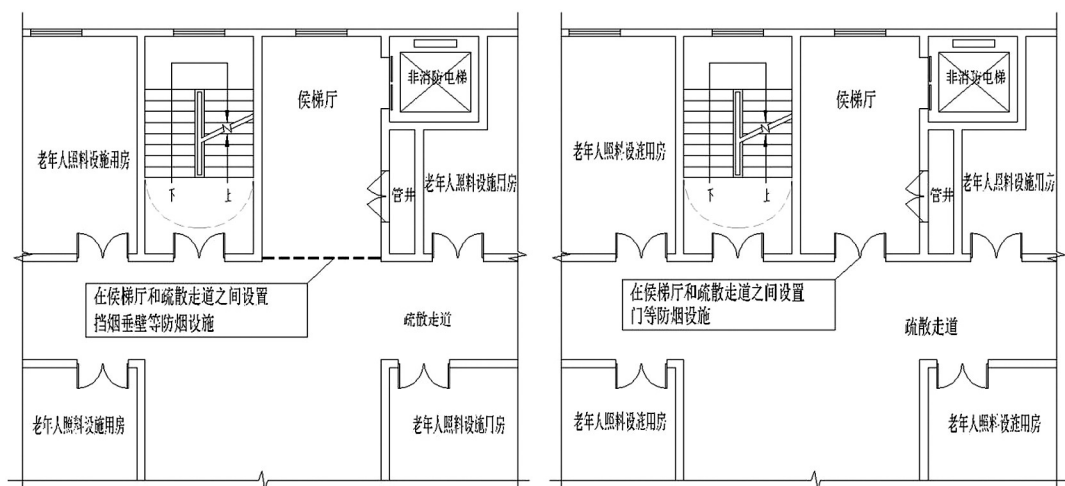 非消防电梯
侯梯厅
老年人照料设施用房
老年人照料设施用房
管井
下
上
在侯梯厅和疏散走道之间设置
挡烟垂壁等防烟设施
疏散走道
老年人照料设施用房
老年人照料设施用房
非消防电梯
侯梯厅
老年人照料设施用房
老年人照料设施用房
管井
下
上
在侯梯厅和疏散走道之间设置
门等防烟设施
疏散走道
老年人照料设施用房
老年人照料设施用房